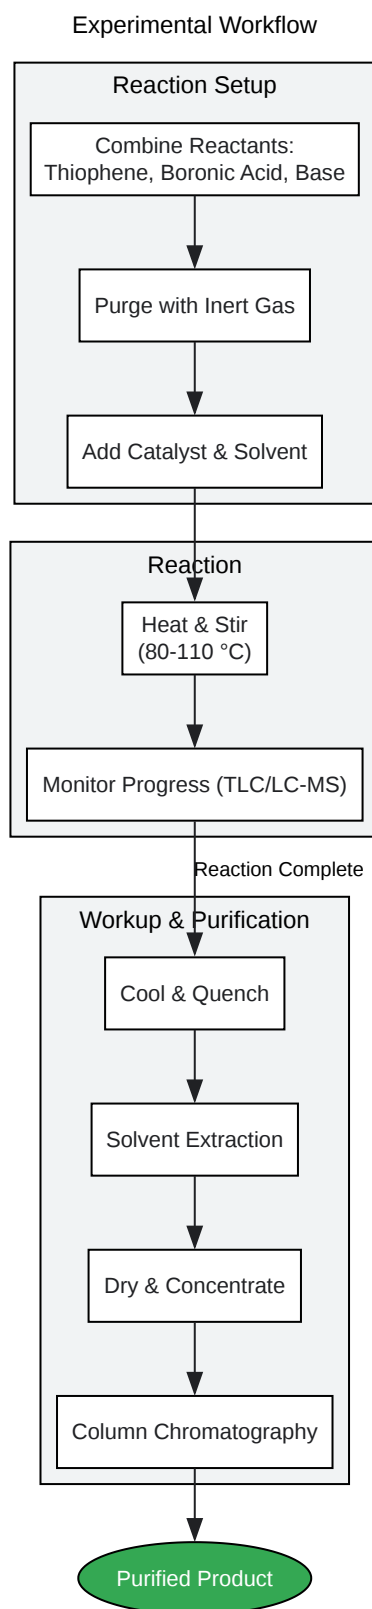 Experimental Workflow
Reaction Setup
Combine Reactants:
Thiophene, Boronic Acid, Base
Purge with Inert Gas
Add Catalyst & Solvent
Reaction
Heat & Stir
(80-110 °C)
Monitor Progress (TLC/LC-MS)
Reaction Complete
Workup & Purification
Cool & Quench
Solvent Extraction
Dry & Concentrate
Column Chromatography
Purified Product